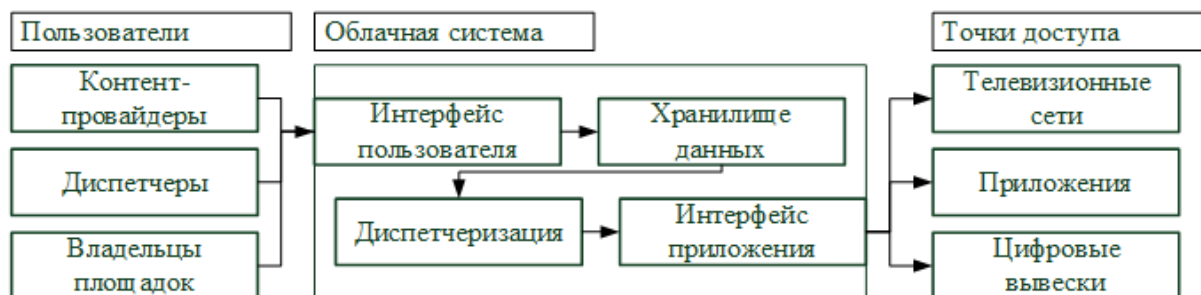 Пользователи
Облачная система
Точки доступа
Контент-
провайдеры
Интерфейс
пользователя
Хранилище
данных
Телевизионные
сети
Диспетчеры
Диспетчеризация
Интерфейс
приложения
Приложения
Владельцы
площадок
Цифровые
вывески